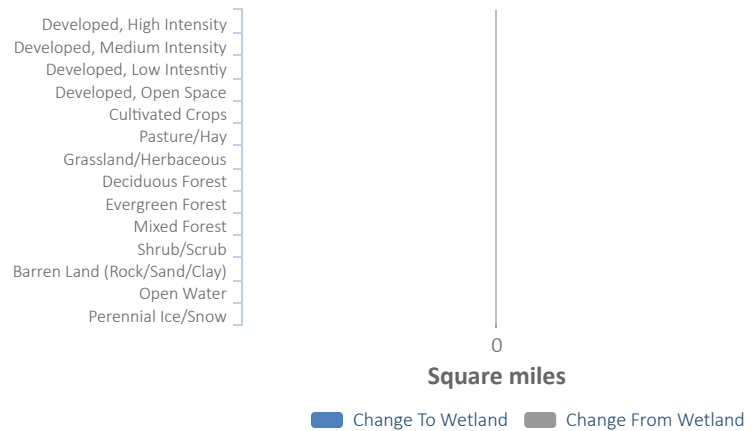 Developed, High Intensity
Developed, Medium Intensity
Developed, Low Intesntiy
Developed, Open Space
Cultivated Crops
Pasture/Hay
Grassland/Herbaceous
Deciduous Forest
Evergreen Forest
Mixed Forest
Shrub/Scrub
Barren Land (Rock/Sand/Clay)
Open Water
Perennial Ice/Snow
0
Square miles
Change To Wetland Change From Wetland